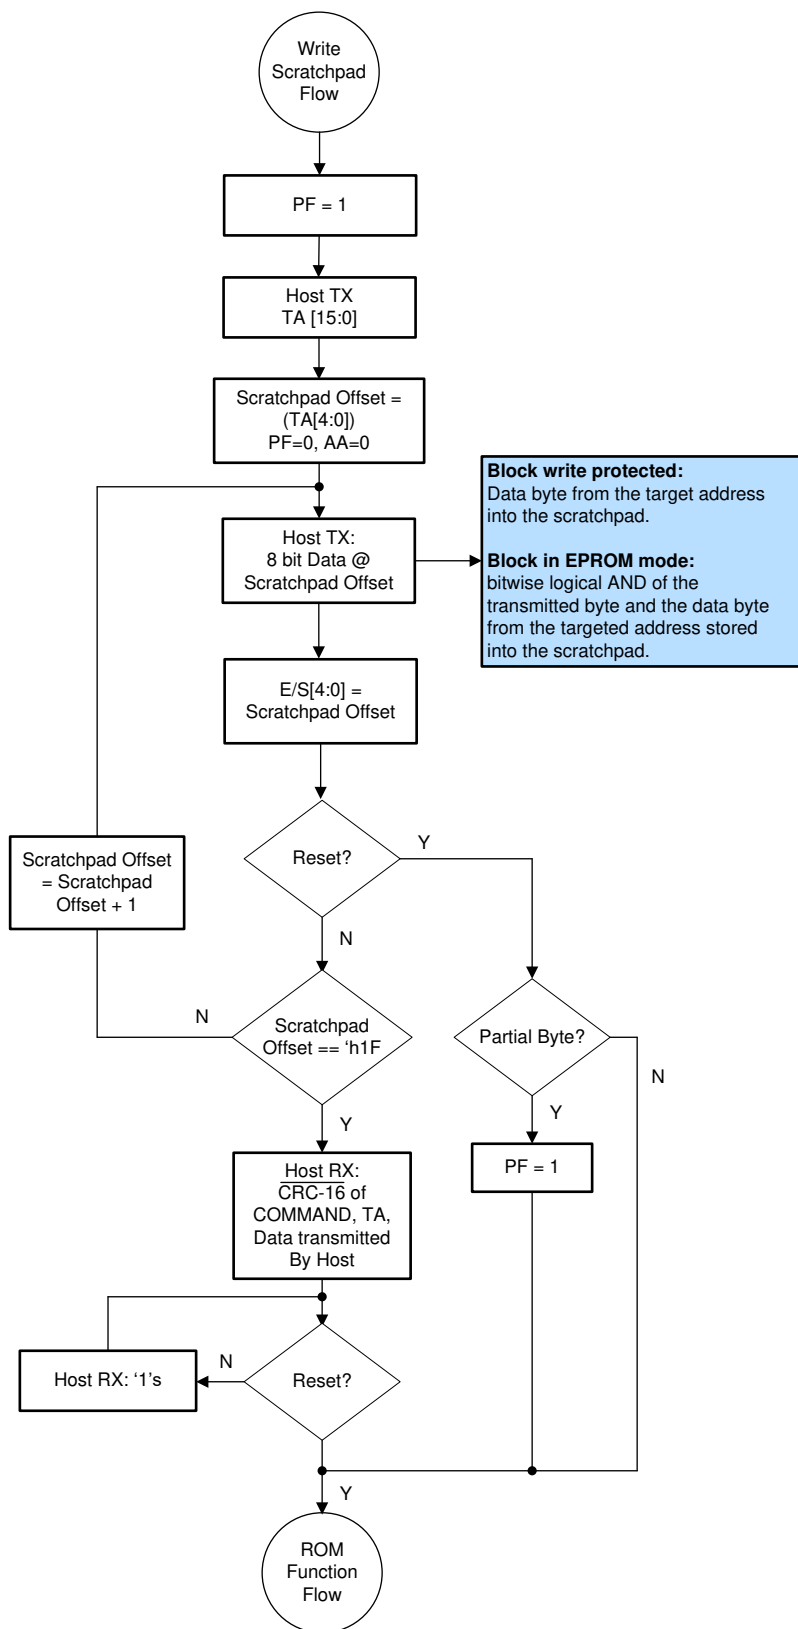 Write
Scratchpad
Flow
PF = 1
Host TX
TA [15:0]
Scratchpad Offset =
(TA[4:0])
PF=0, AA=0
Block write protected:
Data byte from the target address
into the scratchpad.
Block in EPROM mode:
bitwise logical AND of the
transmitted byte and the data byte
from the targeted address stored
into the scratchpad.
Host TX:
8 bit Data @
Scratchpad Offset
E/S[4:0] =
Scratchpad Offset
Reset?
Y
N
Scratchpad Offset
= Scratchpad
Offset + 1
N
Scratchpad
Offset == ‘h1F
Y
Partial Byte?
N
Y
PF = 1
Host RX:
CRC-16 of
COMMAND, TA,
Data transmitted
By Host
Host RX: ‘1’s
N
Reset?
Y
ROM
Function
Flow